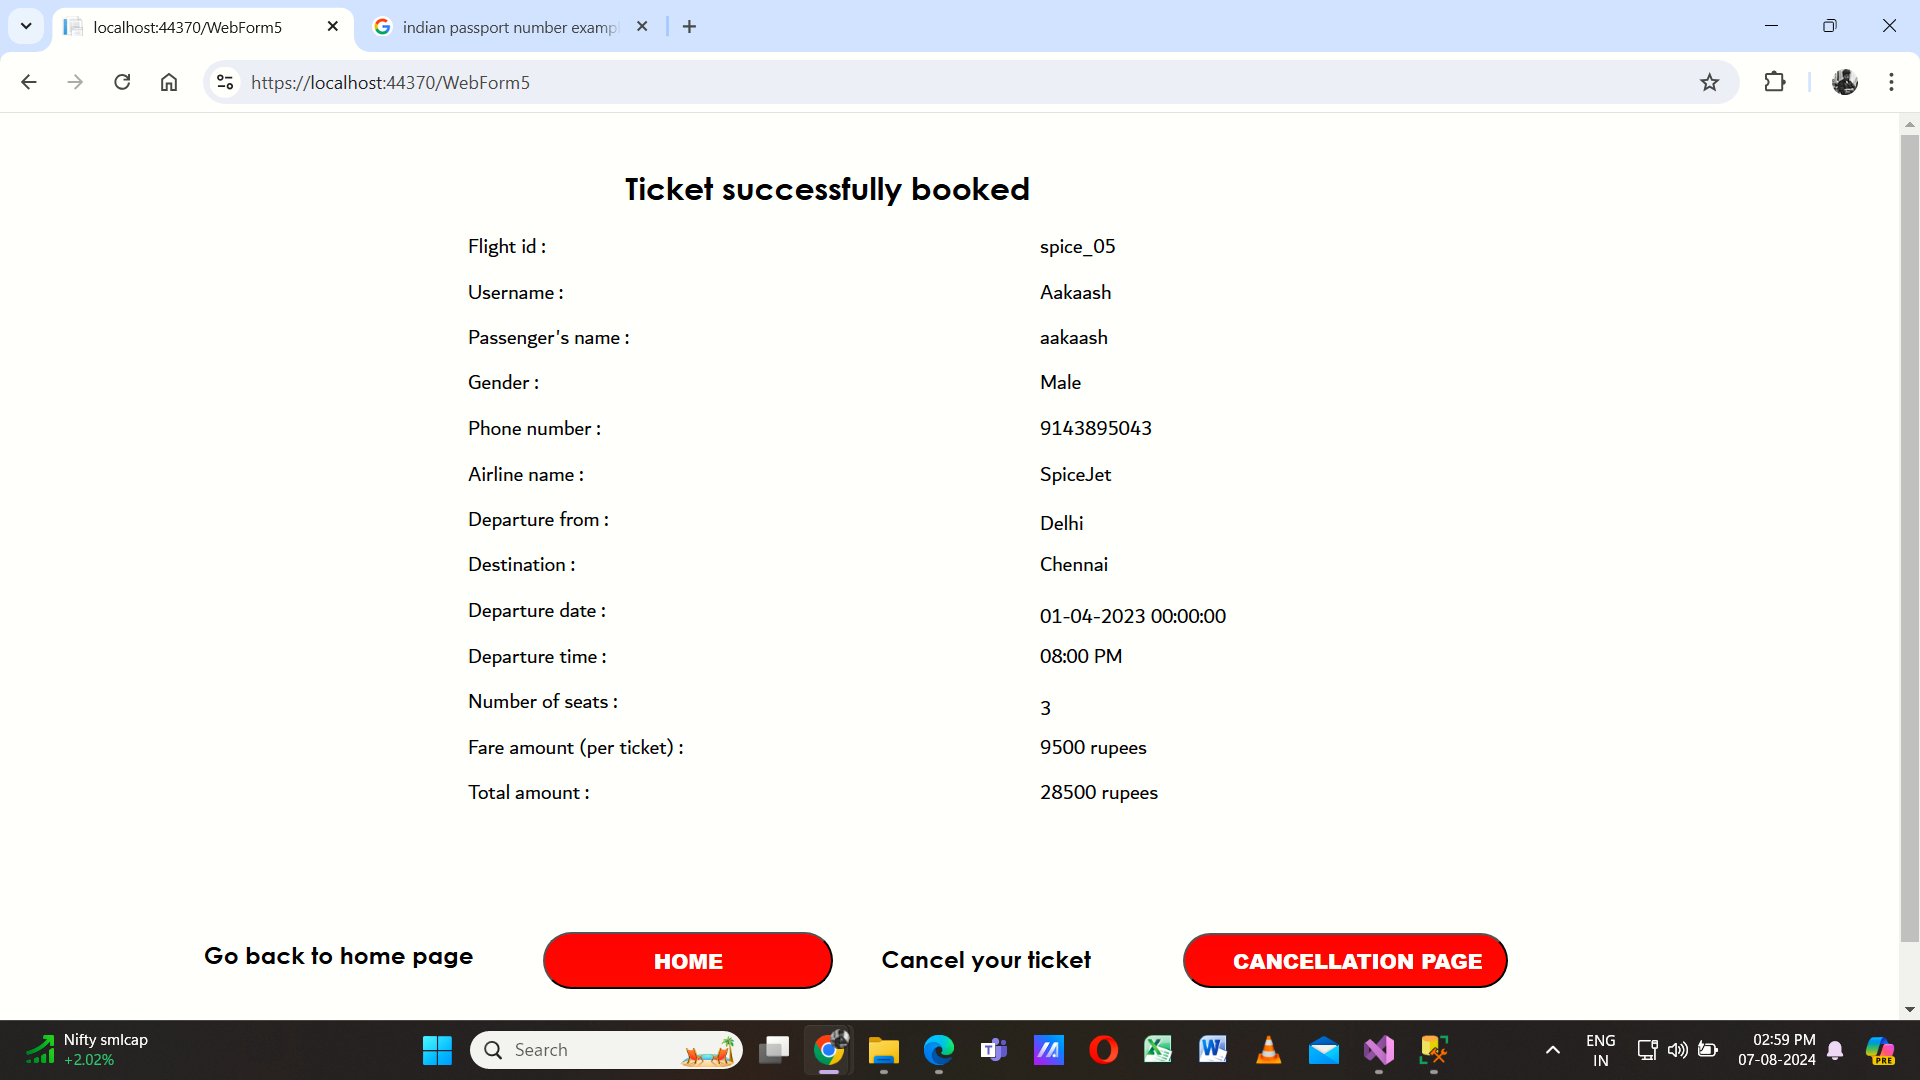 localhost:44370/WebForm5
indian passport number exampl
https://localhost:44370/WebForm5
Ticket successfully booked
Flight id : spice_05
Username : Aakaash
Passenger's name : aakaash
Gender : Male
Phone number : 9143895043
Airline name : SpiceJet
Departure from : Delhi
Destination : Chennai
Departure date : 01-04-2023 00:00:00
Departure time : 08:00 PM
Number of seats : 3
Fare amount (per ticket) : 9500 rupees
Total amount : 28500 rupees
Go back to home page HOME Cancel your ticket CANCELLATION PAGE
Nifty smlcap
+2.02%
Search
ENG
IN
02:59 PM
07-08-2024
PRE